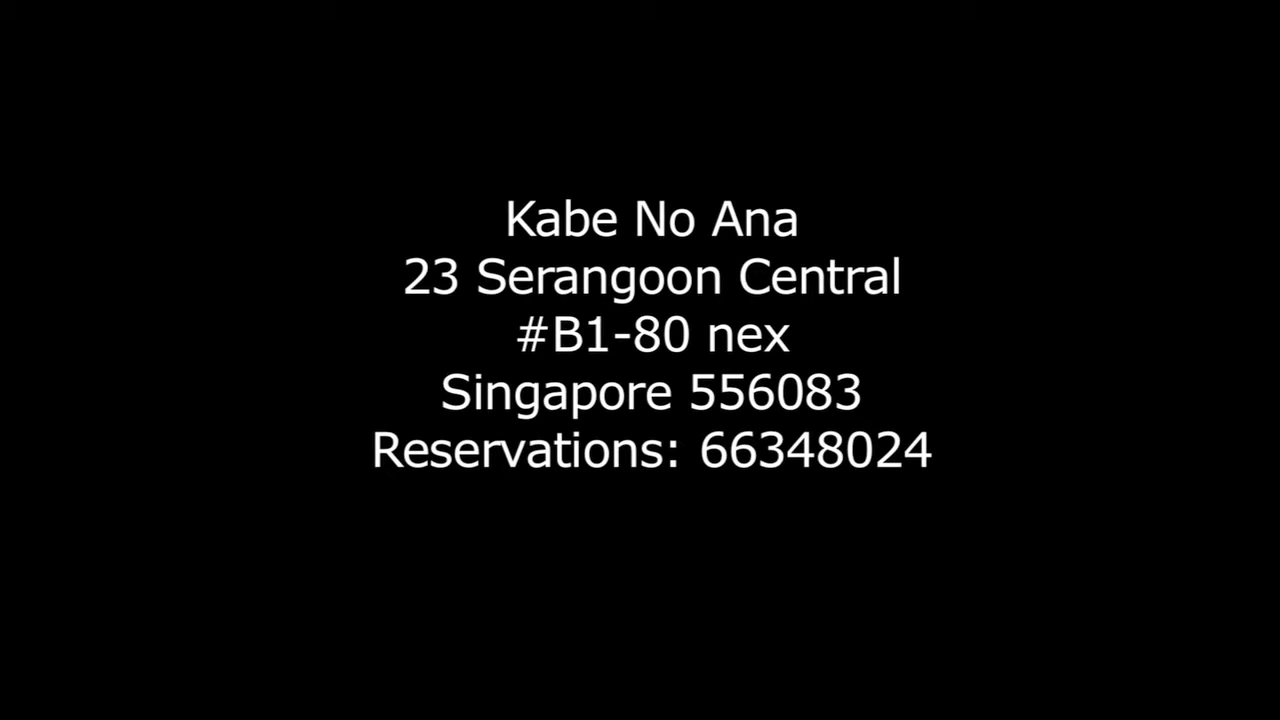 Kabe No Ana
23 Serangoon Central
#B1-80 nex
Singapore 556083
Reservations: 66348024